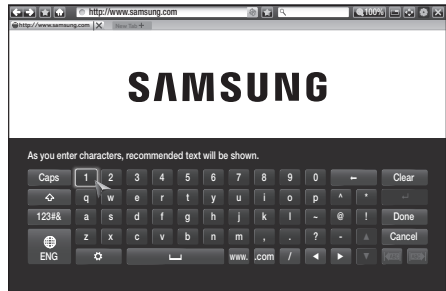 http://www.samsung.com 100%
http://www.samsung.com New Tab +
SAMSUNG
As you enter characters, recommended text will be shown.
Caps 1 2 3 4 5 6 7 8 9 0 ← Clear
q w e r t y u i o p ^ *
123#& a s d f g h j k l ~ @ ! Done
z x c v b n m , . ? - Cancel
ENG www. .com /